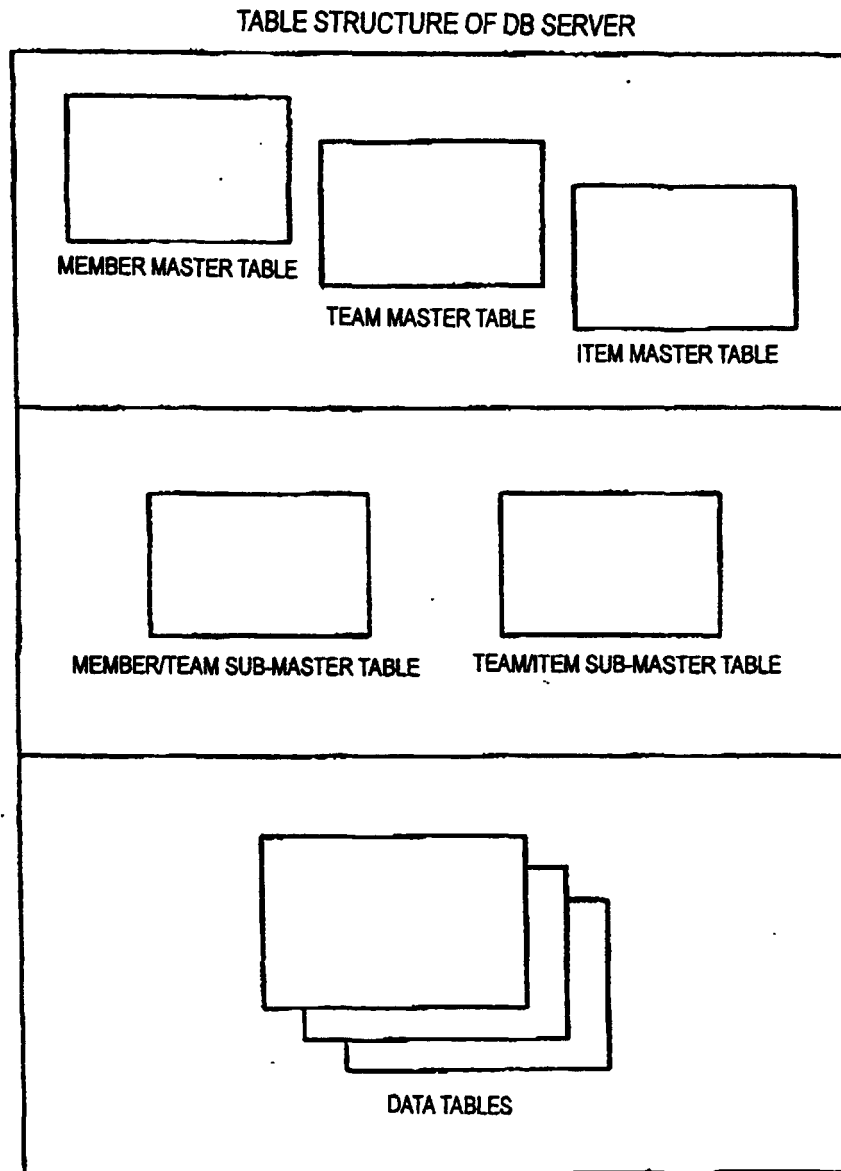 TABLE STRUCTURE OF DB SERVER
MEMBER MASTER TABLE
TEAM MASTER TABLE
ITEM MASTER TABLE
MEMBER/TEAM SUB-MASTER TABLE
TEAM/ITEM SUB-MASTER TABLE
DATA TABLES